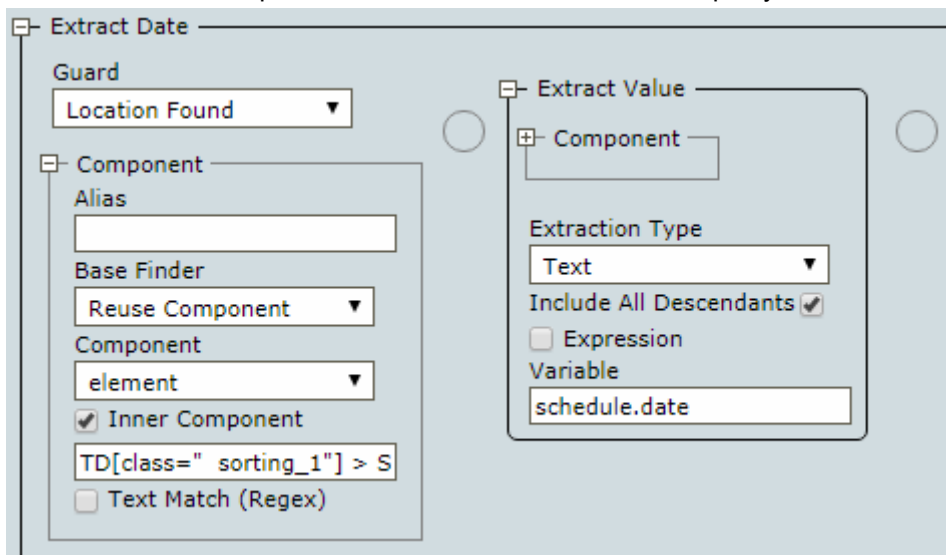 Extract Date
Guard
Location Found
Component
Alias
Base Finder
Reuse Component
Component
element
Inner Component
TD[class=" sorting_1"] > S
Text Match (Regex)
Extract Value
Component
Extraction Type
Text
Include All Descendants
Expression
Variable
schedule.date